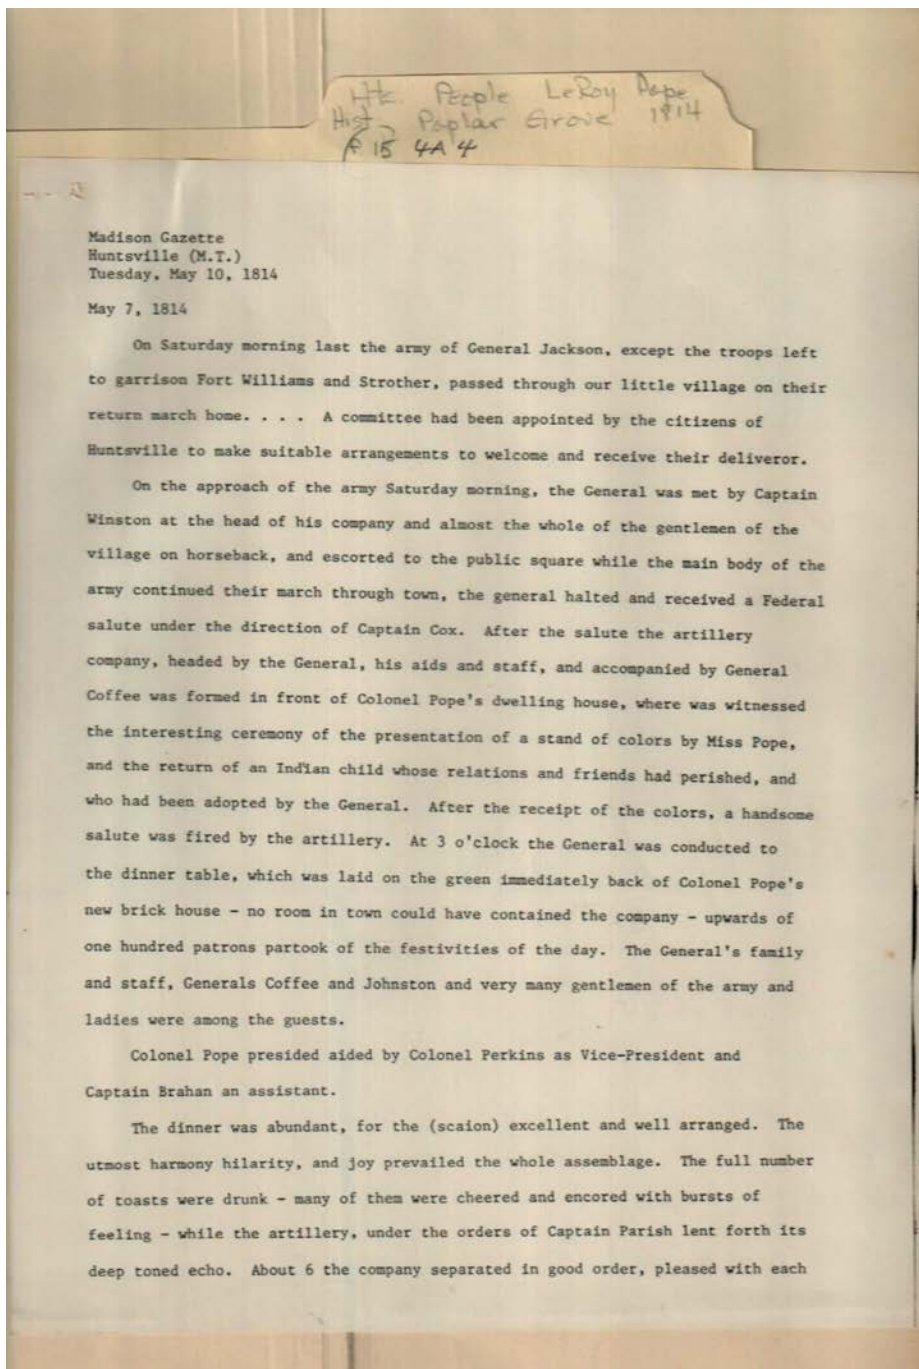 Htc. People LeRoy Pope
Hist. Poplar Grove 1814
R 15 4A 4
Madison Gazette
Huntsville (M.T.)
Tuesday, May 10, 1814
May 7, 1814
On Saturday morning last the army of General Jackson, except the troops left
to garrison Fort Williams and Strother, passed through our little village on their
return march home. . . . A committee had been appointed by the citizens of
Huntsville to make suitable arrangements to welcome and receive their deliveror.
On the approach of the army Saturday morning, the General was met by Captain
Winston at the head of his company and almost the whole of the gentlemen of the
village on horseback, and escorted to the public square while the main body of the
army continued their march through town, the general halted and received a Federal
salute under the direction of Captain Cox. After the salute the artillery
company, headed by the General, his aids and staff, and accompanied by General
Coffee was formed in front of Colonel Pope's dwelling house, where was witnessed
the interesting ceremony of the presentation of a stand of colors by Miss Pope,
and the return of an Indian child whose relations and friends had perished, and
who had been adopted by the General. After the receipt of the colors, a handsome
salute was fired by the artillery. At 3 o'clock the General was conducted to
the dinner table, which was laid on the green immediately back of Colonel Pope's
new brick house - no room in town could have contained the company - upwards of
one hundred patrons partook of the festivities of the day. The General's family
and staff, Generals Coffee and Johnston and very many gentlemen of the army and
ladies were among the guests.
Colonel Pope presided aided by Colonel Perkins as Vice-President and
Captain Brahan an assistant.
The dinner was abundant, for the (scaion) excellent and well arranged. The
utmost harmony hilarity, and joy prevailed the whole assemblage. The full number
of toasts were drunk - many of them were cheered and encored with bursts of
feeling - while the artillery, under the orders of Captain Parish lent forth its
deep toned echo. About 6 the company separated in good order, pleased with each